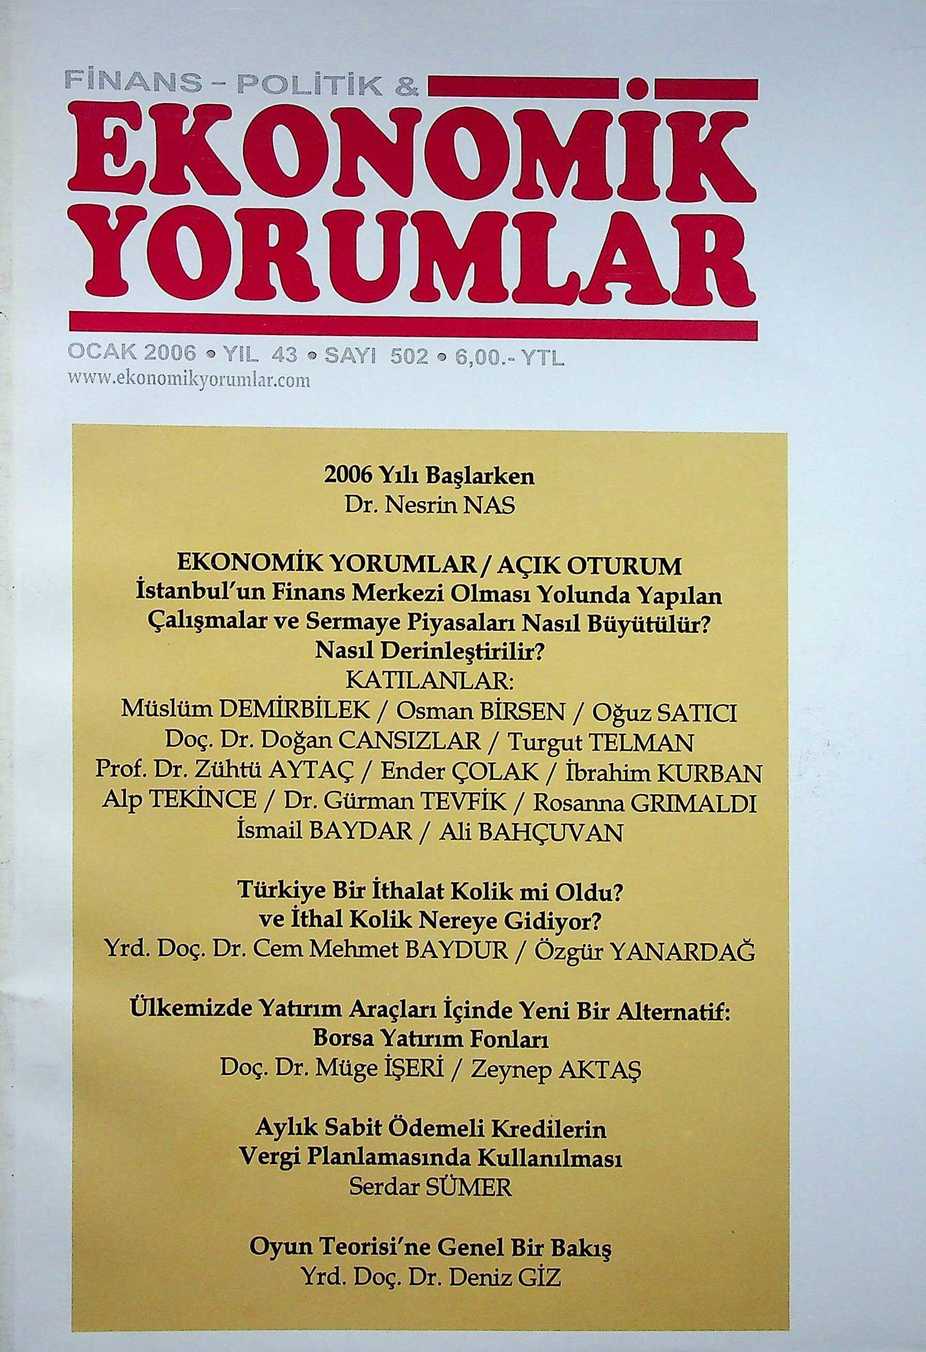 FİNANS - POLİTİK &
EKONOMİK
YORUMLAR
OCAK 2006 • YIL 43 • SAYI 502 • 6,00.- YTL
www.ekonomikyorumlar.com
2006 Yılı Başlarken
Dr. Nesrin NAS
EKONOMİK YORUMLAR / AÇIK OTURUM
İstanbul'un Finans Merkezi Olması Yolunda Yapılan
Çalışmalar ve Sermaye Piyasaları Nasıl Büyütülür?
Nasıl Derinleştirilir?
KATILANLAR:
Müslüm DEMİRBİLEK / Osman BİRSEN / Oğuz SATICI
Doç. Dr. Doğan CANSIZLAR / Turgut TELMAN
Prof. Dr. Zühtü AYTAÇ / Ender ÇOLAK / İbrahim KURBAN
Alp TEKİNCE / Dr. Gürman TEVFİK / Rosanna GRIMALDI
İsmail BAYDAR / Ali BAHÇUVAN
Türkiye Bir İthalat Kolik mi Oldu?
ve İthal Kolik Nereye Gidiyor?
Yrd. Doç. Dr. Cem Mehmet BAYDUR / Özgür YANARDAĞ
Ülkemizde Yatırım Araçları İçinde Yeni Bir Alternatif:
Borsa Yatırım Fonları
Doç. Dr. Müge İŞERİ / Zeynep AKTAŞ
Aylık Sabit Ödemeli Kredilerin
Vergi Planlamasında Kullanılması
Serdar SÜMER
Oyun Teorisi'ne Genel Bir Bakış
Yrd. Doç. Dr. Deniz GİZ